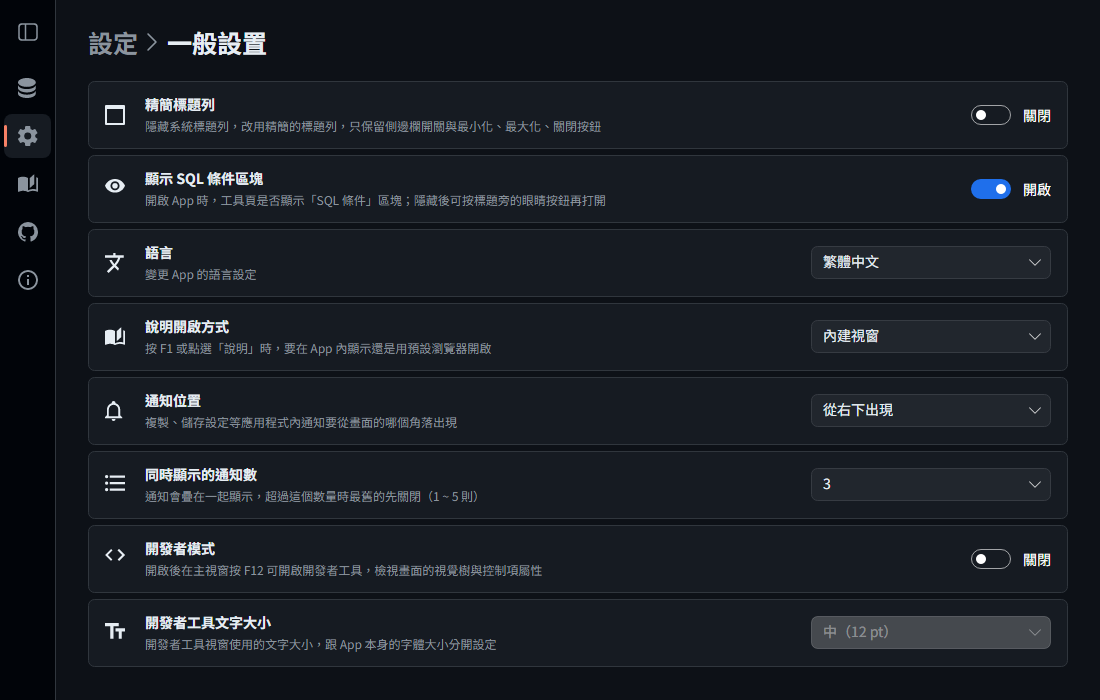 設定 > 一般設置
精簡標題列
隱藏系統標題列，改用精簡的標題列，只保留側邊欄開關與最小化、最大化、關閉按鈕
關閉
顯示 SQL 條件區塊
開啟 App 時，工具頁是否顯示「SQL 條件」區塊；隱藏後可按標題旁的眼睛按鈕再打開
開啟
語言
變更 App 的語言設定
繁體中文
說明開啟方式
按 F1 或點選「說明」時，要在 App 內顯示還是用預設瀏覽器開啟
內建視窗
通知位置
複製、儲存設定等應用程式內通知要從畫面的哪個角落出現
從右下出現
同時顯示的通知數
通知會疊在一起顯示，超過這個數量時最舊的先關閉（1 ~ 5 則）
3
開發者模式
開啟後在主視窗按 F12 可開啟開發者工具，檢視畫面的視覺樹與控制項屬性
關閉
開發者工具文字大小
開發者工具視窗使用的文字大小，跟 App 本身的字體大小分開設定
中（12 pt）